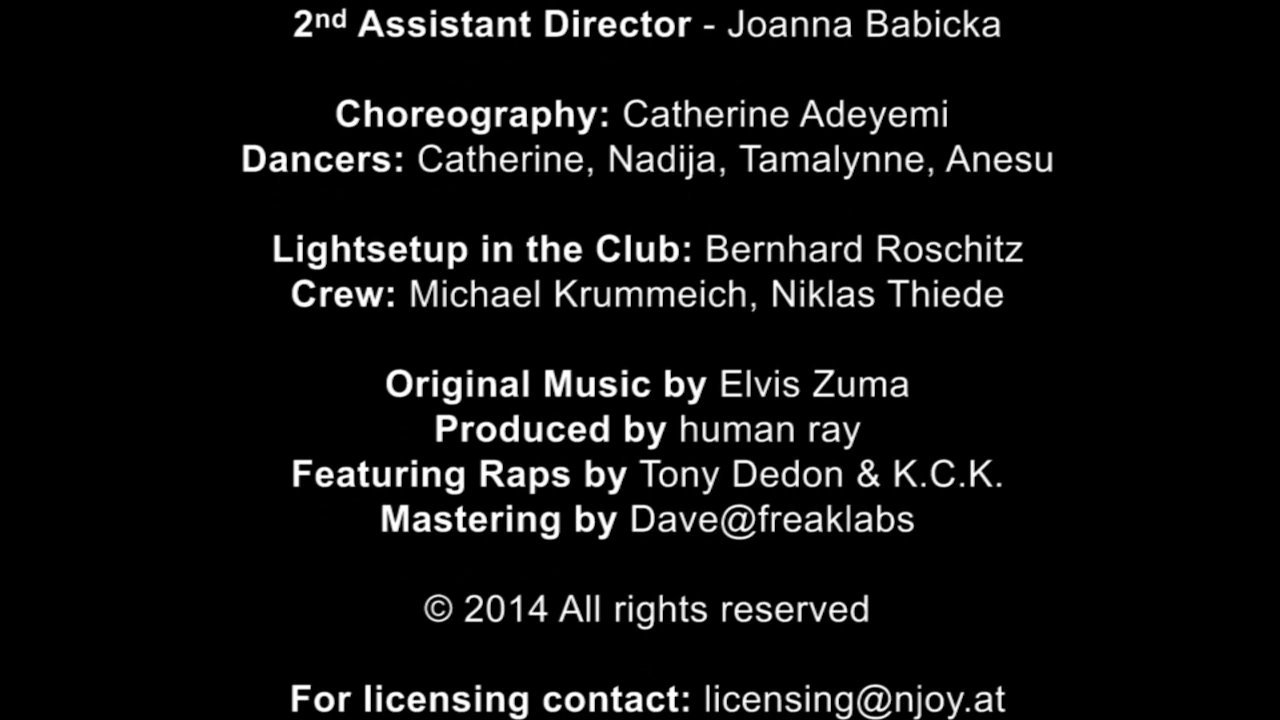 2nd Assistant Director - Joanna Babicka
Choreography: Catherine Adeyemi
Dancers: Catherine, Nadija, Tamalynne, Anesu
Lightsetup in the Club: Bernhard Roschitz
Crew: Michael Krummeich, Niklas Thiede
Original Music by Elvis Zuma
Produced by human ray
Featuring Raps by Tony Dedon & K.C.K.
Mastering by Dave@freaklabs
© 2014 All rights reserved
For licensing contact: licensing@njoy.at